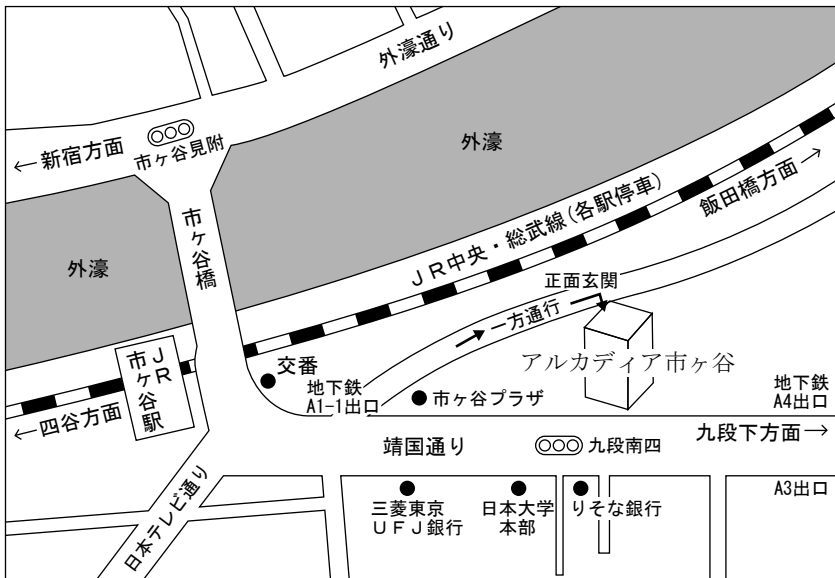 外濠通り
←新宿方面
市ヶ谷見附
外濠
外濠
市ヶ谷橋
JR中央・総武線(各駅停車)
飯田橋方面→
正面玄関
一方通行
アルカディア市ヶ谷
JR
市ヶ谷駅
交番
地下鉄
A1-1出口
市ヶ谷プラザ
地下鉄
A4出口
←四谷方面
靖国通り
九段南四
九段下方面→
日本テレビ通り
三菱東京
UFJ銀行
日本大学
本部
りそな銀行
A3出口